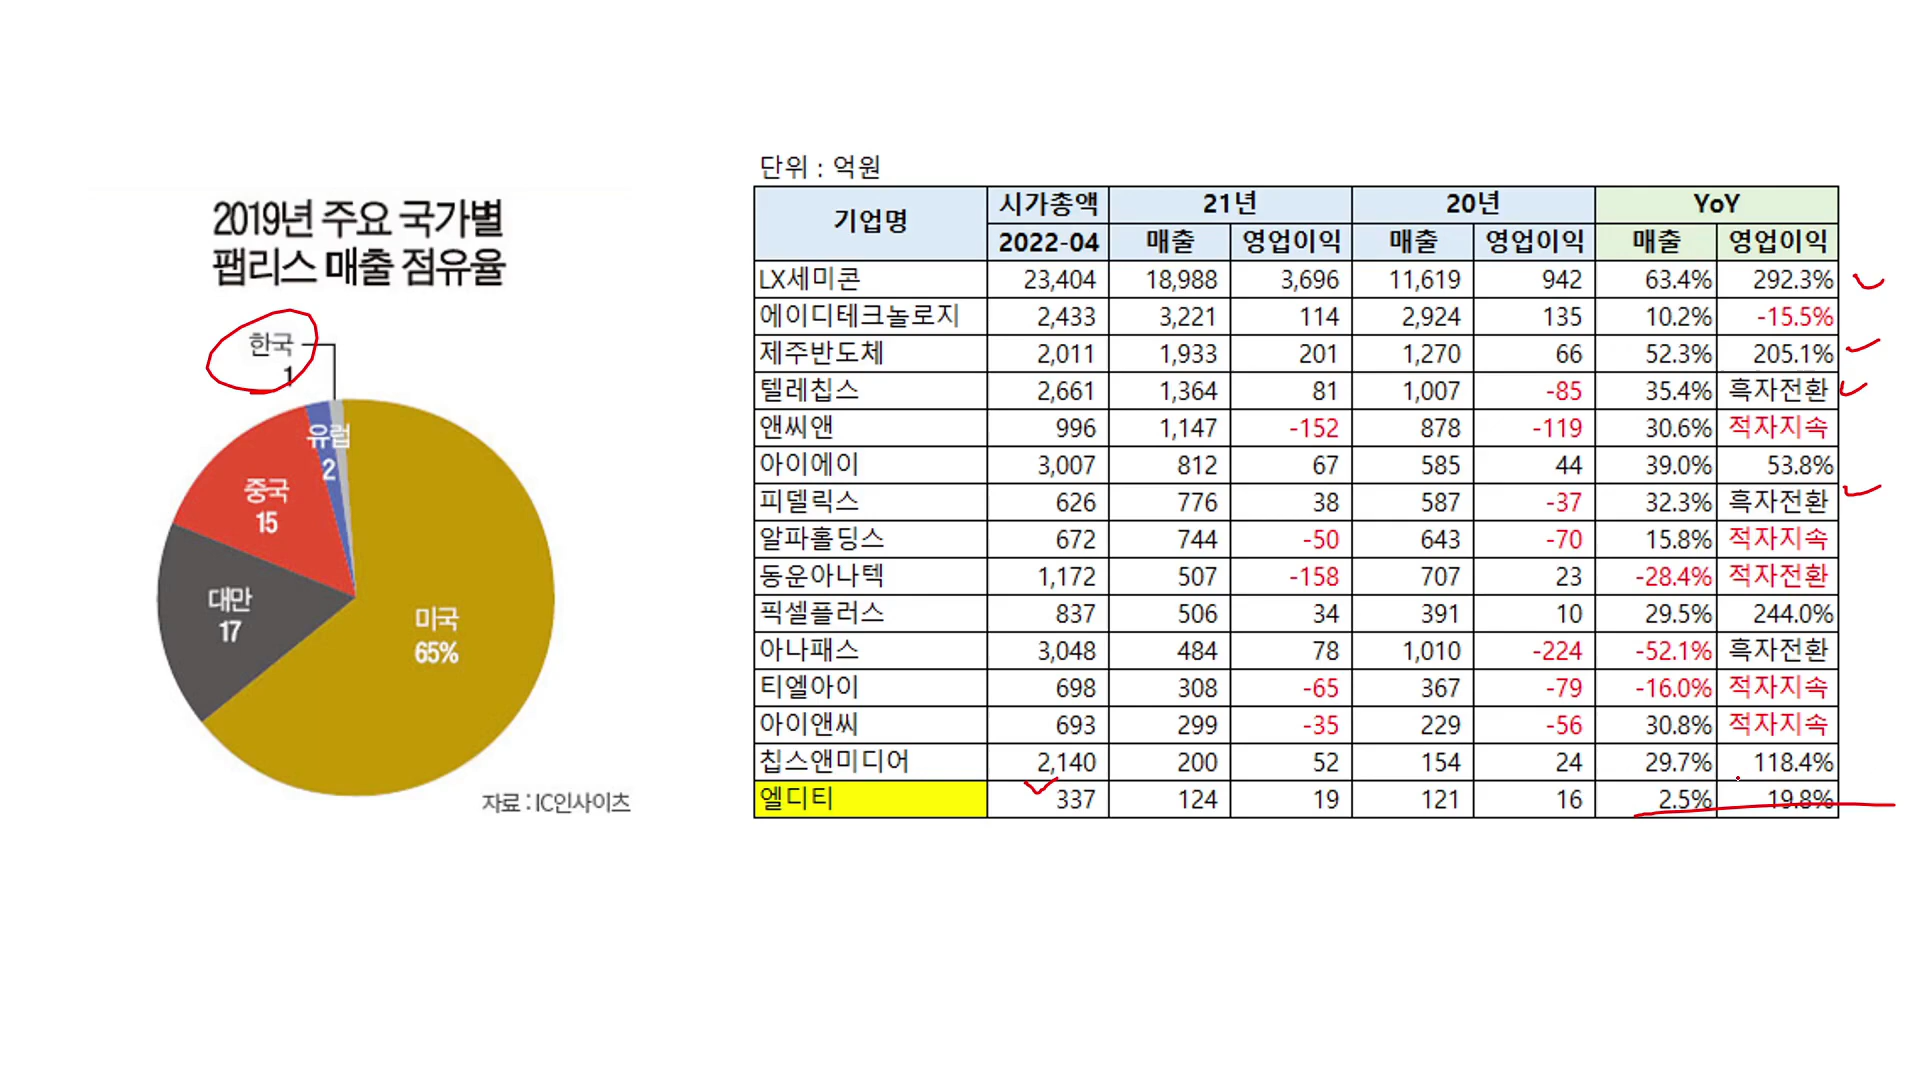 2019년 주요 국가별
팹리스 매출 점유율
한국
1
유럽
2
중국
15
대만
17
미국
65%
자료 : IC인사이츠
단위 : 억원
기업명 시가총액 21년 20년 YoY
2022-04 매출 영업이익 매출 영업이익 매출 영업이익
LX세미콘 23,404 18,988 3,696 11,619 942 63.4% 292.3%
에이디테크놀로지 2,433 3,221 114 2,924 135 10.2% -15.5%
제주반도체 2,011 1,933 201 1,270 66 52.3% 205.1%
텔레칩스 2,661 1,364 81 1,007 -85 35.4% 흑자전환
앤씨앤 996 1,147 -152 878 -119 30.6% 적자지속
아이에이 3,007 812 67 585 44 39.0% 53.8%
피델릭스 626 776 38 587 -37 32.3% 흑자전환
알파홀딩스 672 744 -50 643 -70 15.8% 적자지속
동운아나텍 1,172 507 -158 707 23 -28.4% 적자전환
픽셀플러스 837 506 34 391 10 29.5% 244.0%
아나패스 3,048 484 78 1,010 -224 -52.1% 흑자전환
티엘아이 698 308 -65 367 -79 -16.0% 적자지속
아이앤씨 693 299 -35 229 -56 30.8% 적자지속
칩스앤미디어 2,140 200 52 154 24 29.7% 118.4%
엘디티 337 124 19 121 16 2.5% 19.8%